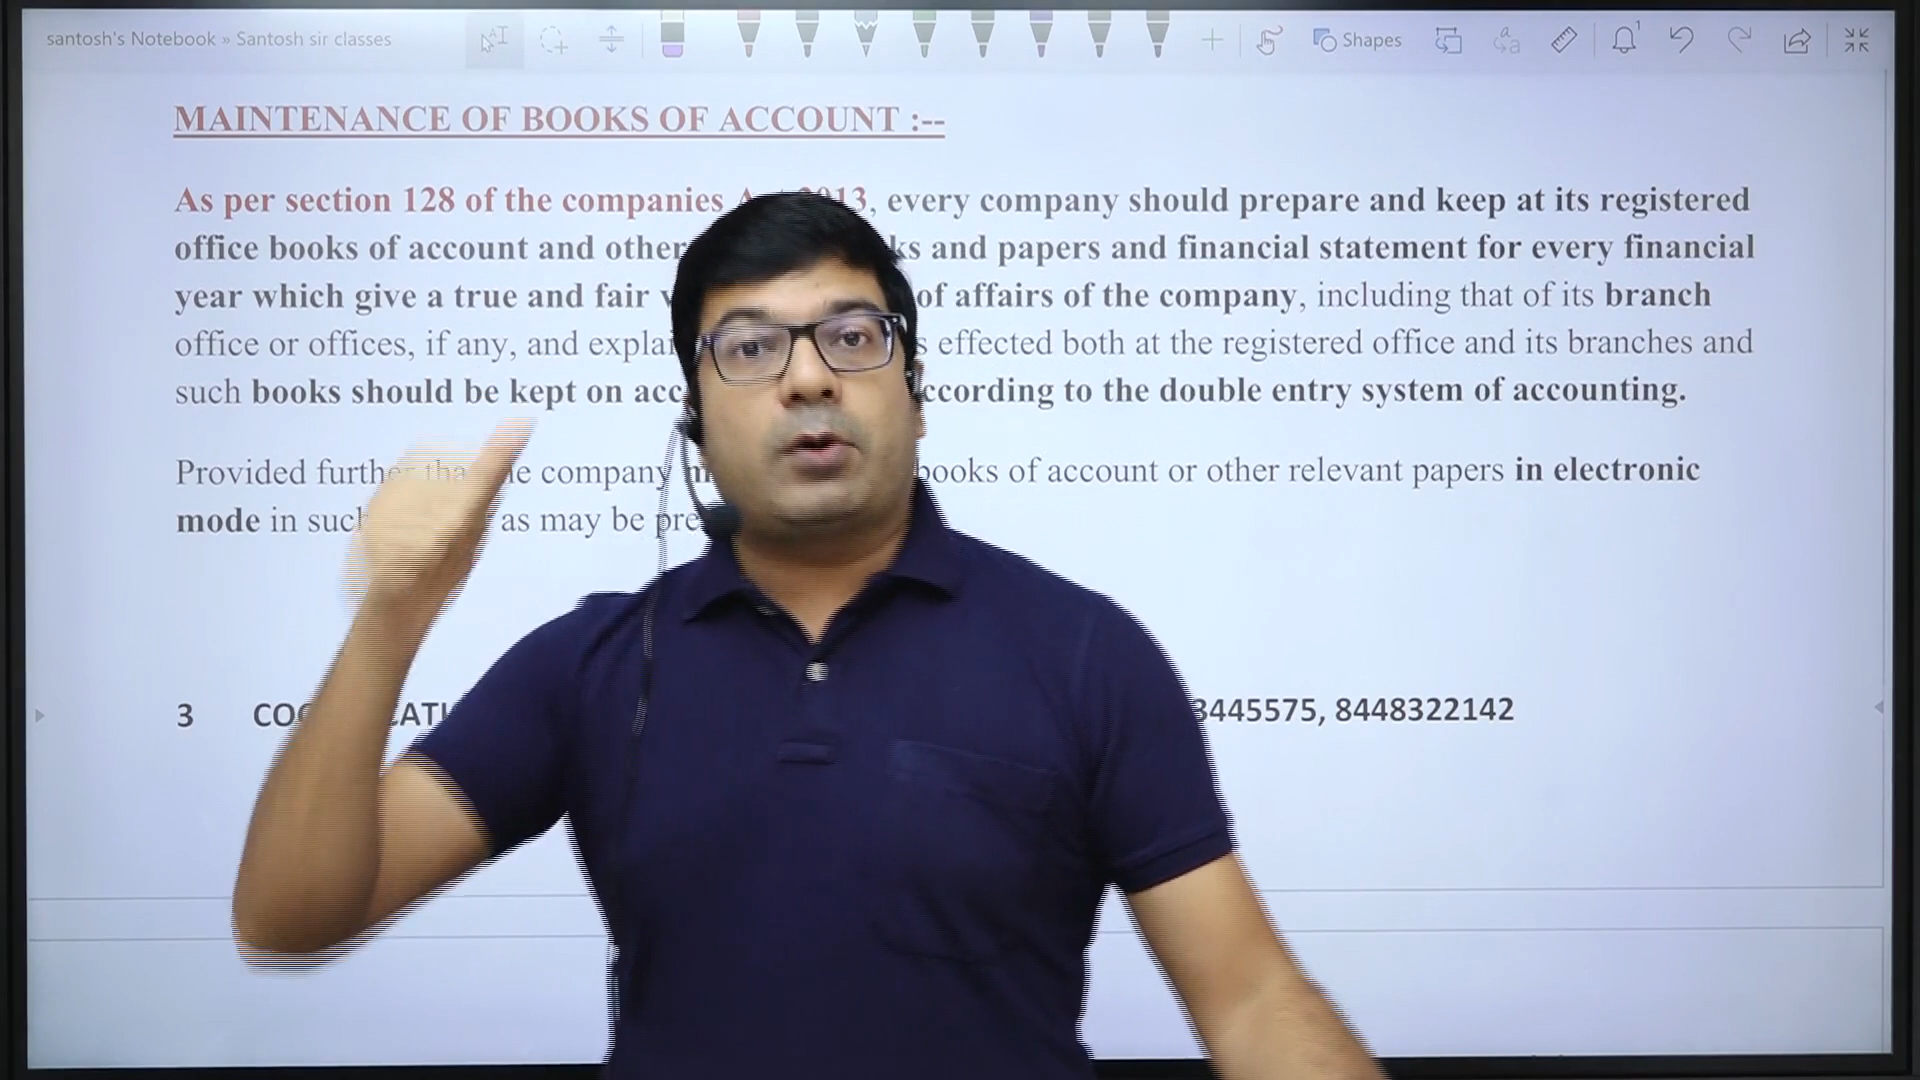 santosh's Notebook » Santosh sir classes
Shapes
MAINTENANCE OF BOOKS OF ACCOUNT :--
As per section 128 of the companies 2013, every company should prepare and keep at its registered
office books of account and other and papers and financial statement for every financial
year which give a true and fair of affairs of the company, including that of its branch
office or offices, if any, and effected both at the registered office and its branches and
such books should be kept on according to the double entry system of accounting.
Provided further company books of account or other relevant papers in electronic
mode in such as may be
3 8448322142